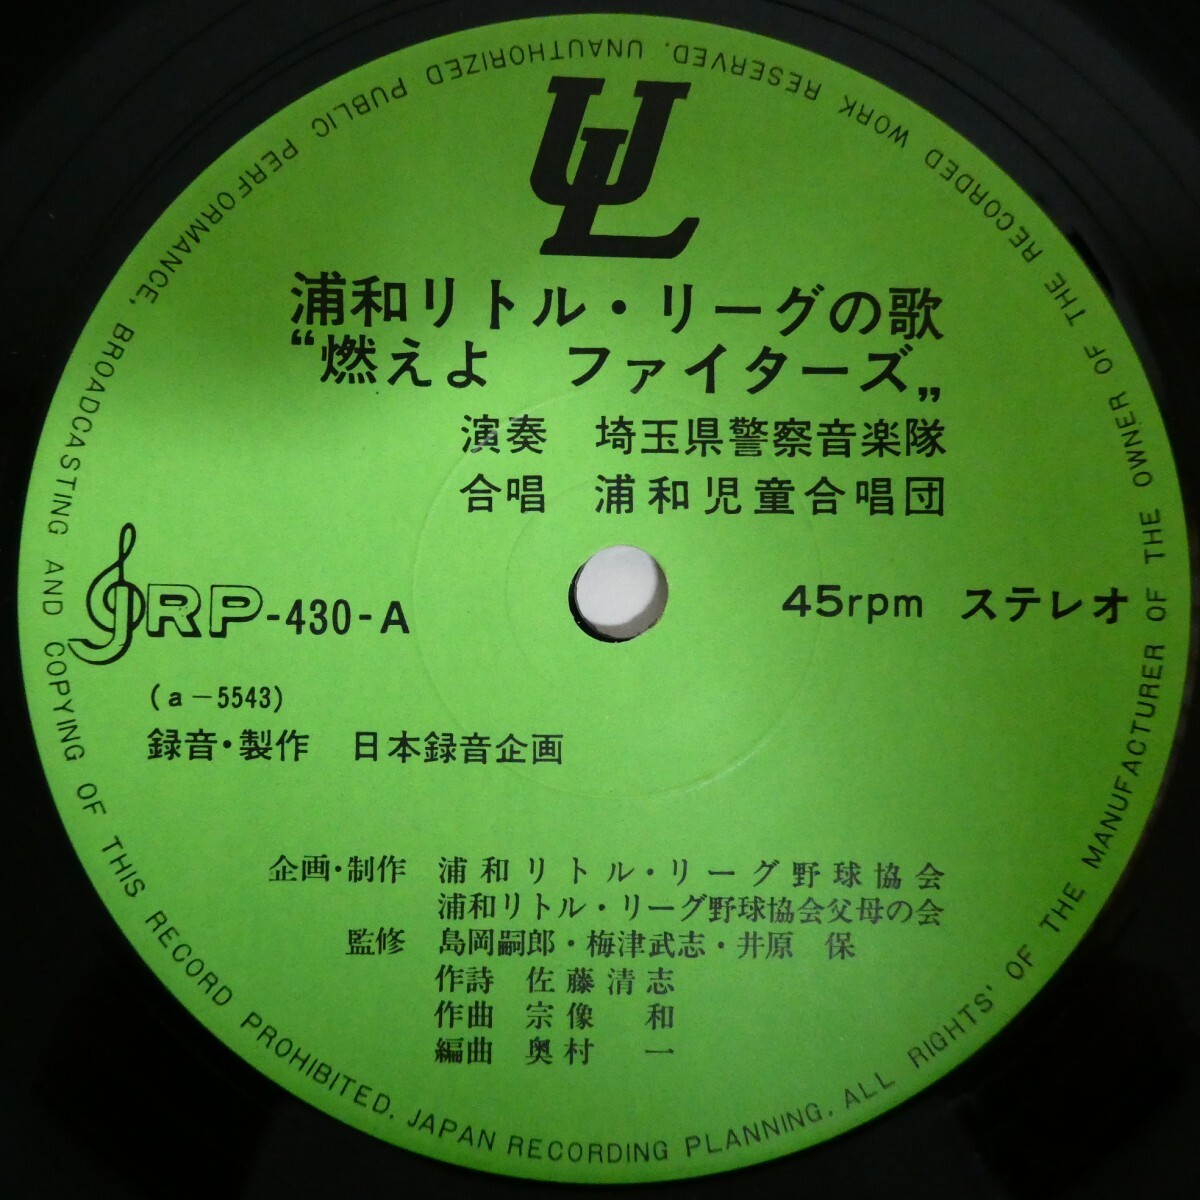 UL
浦和リトル・リーグの歌
“燃えよ　ファイターズ„
演奏　埼玉県警察音楽隊
合唱　浦和児童合唱団
JRP-430-A
45rpm ステレオ
(a-5543)
録音・製作　日本録音企画
企画・制作　浦和リトル・リーグ野球協会
浦和リトル・リーグ野球協会父母の会
監修　島岡嗣郎・梅津武志・井原　保
作詩　佐藤清志
作曲　宗像　和
編曲　奥村　一
ALL RIGHTS' OF THE MANUFACTURER OF THE OWNER OF THE RECORDED WORK RESERVED. UNAUTHORIZED PUBLIC PERFORMANCE, BROADCASTING AND COPYING OF THIS RECORD PROHIBITED. JAPAN RECORDING PLANNING,